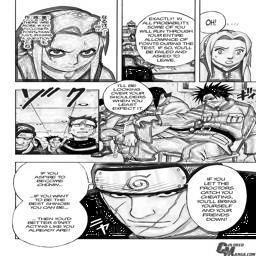 EXACTLY! IN
ALL PROBABILITY,
SOME OF YOU
WILL RUN THROUGH
YOUR ENTIRE
ALLOWANCE OF
POINTS DURING THE
TEST. IF SO, YOU'LL
BE FAILED AND
ASKED TO
LEAVE.
OH!
I'LL BE
LOOKING
OVER YOUR
SHOULDERS
WHEN YOU
LEAST
EXPECT IT.
IF YOU
ASPIRE TO
BECOME
CHUNIN...
...IF YOU WANT
TO BE
THE BEST SHINOBI
YOU CAN BE...
...THEN YOU'D
BETTER START
ACTING LIKE YOU
ALREADY ARE!
IF YOU
LET THE
PROCTORS
CATCH YOU
CHEATING,
YOU'LL BRING
YOURSELF AND
YOUR FRIENDS
DOWN!